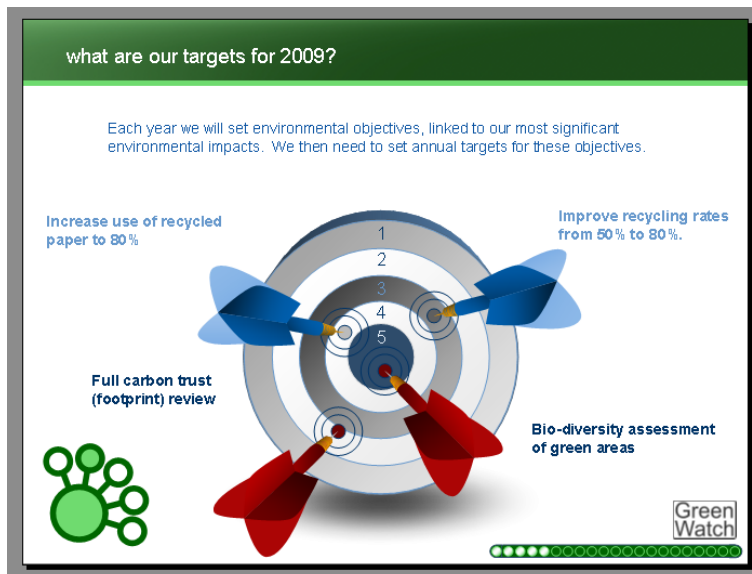 what are our targets for 2009?
Each year we will set environmental objectives, linked to our most significant
environmental impacts. We then need to set annual targets for these objectives.
Increase use of recycled
paper to 80%
Improve recycling rates
from 50% to 80%.
1
2
3
4
5
Full carbon trust
(footprint) review
Bio-diversity assessment
of green areas
Green
Watch